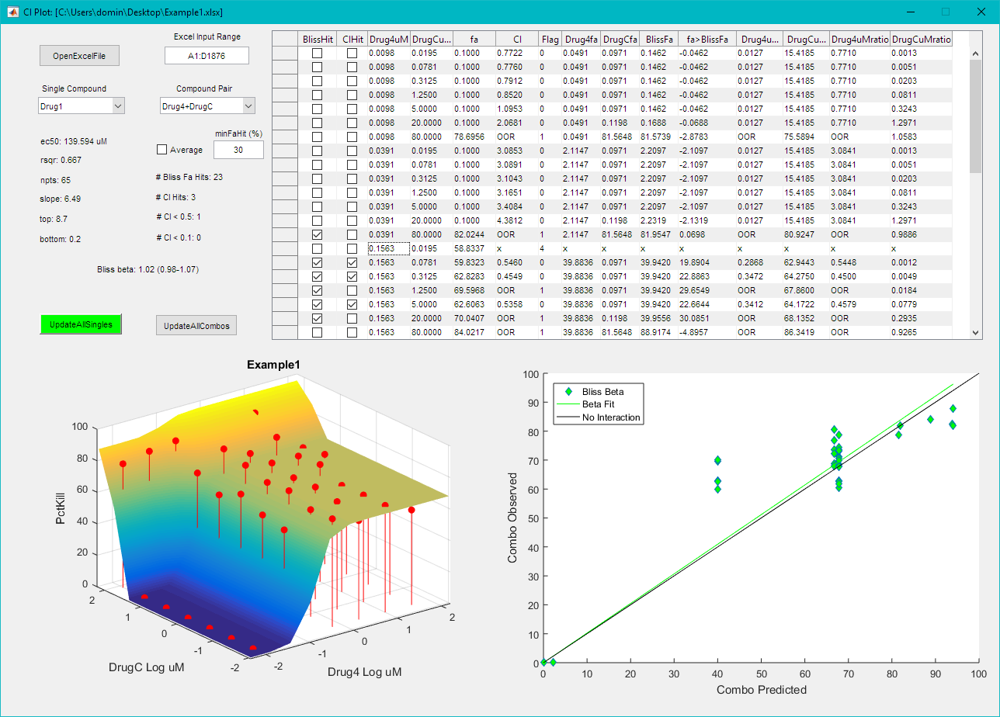 CI Plot: [C:\Users\domin\Desktop\Example1.xlsx]
OpenExcelFile
Excel Input Range
A1:D1876
Single Compound
Drug1
Compound Pair
Drug4+DrugC
minFaHit (%)
Average
30
ec50: 139.594 uM
rsqr: 0.667
npts: 65
slope: 6.49
top: 8.7
bottom: 0.2
# Bliss Fa Hits: 23
# CI Hits: 3
# CI < 0.5: 1
# CI < 0.1: 0
Bliss beta: 1.02 (0.98-1.07)
UpdateAllSingles
UpdateAllCombos
BlissHit CIHit Drug4uM DrugCu... fa CI Flag Drug4fa DrugCfa BlissFa fa>BlissFa Drug4u... DrugCu... Drug4uMratio DrugCuMratio
0.0098 0.0195 0.1000 0.7722 0 0.0491 0.0971 0.1462 -0.0462 0.0127 15.4185 0.7710 0.0013
0.0098 0.0781 0.1000 0.7760 0 0.0491 0.0971 0.1462 -0.0462 0.0127 15.4185 0.7710 0.0051
0.0098 0.3125 0.1000 0.7912 0 0.0491 0.0971 0.1462 -0.0462 0.0127 15.4185 0.7710 0.0203
0.0098 1.2500 0.1000 0.8520 0 0.0491 0.0971 0.1462 -0.0462 0.0127 15.4185 0.7710 0.0811
0.0098 5.0000 0.1000 1.0953 0 0.0491 0.0971 0.1462 -0.0462 0.0127 15.4185 0.7710 0.3243
0.0098 20.0000 0.1000 2.0681 0 0.0491 0.1198 0.1688 -0.0688 0.0127 15.4185 0.7710 1.2971
0.0098 80.0000 78.6956 OOR 1 0.0491 81.5648 81.5739 -2.8783 OOR 75.5894 OOR 1.0583
0.0391 0.0195 0.1000 3.0853 0 2.1147 0.0971 2.2097 -2.1097 0.0127 15.4185 3.0841 0.0013
0.0391 0.0781 0.1000 3.0891 0 2.1147 0.0971 2.2097 -2.1097 0.0127 15.4185 3.0841 0.0051
0.0391 0.3125 0.1000 3.1043 0 2.1147 0.0971 2.2097 -2.1097 0.0127 15.4185 3.0841 0.0203
0.0391 1.2500 0.1000 3.1651 0 2.1147 0.0971 2.2097 -2.1097 0.0127 15.4185 3.0841 0.0811
0.0391 5.0000 0.1000 3.4084 0 2.1147 0.0971 2.2097 -2.1097 0.0127 15.4185 3.0841 0.3243
0.0391 20.0000 0.1000 4.3812 0 2.1147 0.1198 2.2319 -2.1319 0.0127 15.4185 3.0841 1.2971
0.0391 80.0000 82.0244 OOR 1 2.1147 81.5648 81.9547 0.0698 OOR 80.9247 OOR 0.9886
0.1563 0.0195 58.8337 x 4 x x x x x x x x
0.1563 0.0781 59.8323 0.5460 0 39.8836 0.0971 39.9420 19.8904 0.2868 62.9443 0.5448 0.0012
0.1563 0.3125 62.8283 0.4549 0 39.8836 0.0971 39.9420 22.8863 0.3472 64.2750 0.4500 0.0049
0.1563 1.2500 69.5968 OOR 1 39.8836 0.0971 39.9420 29.6549 OOR 67.8600 OOR 0.0184
0.1563 5.0000 62.6063 0.5358 0 39.8836 0.0971 39.9420 22.6644 0.3412 64.1722 0.4579 0.0779
0.1563 20.0000 70.0407 OOR 1 39.8836 0.1198 39.9556 30.0851 OOR 68.1352 OOR 0.2935
0.1563 80.0000 84.0217 OOR 1 39.8836 81.5648 88.9174 -4.8957 OOR 86.3419 OOR 0.9265
Example1
PctKill
100
80
60
40
20
0
2
1
0
-1
-2
DrugC Log uM
-2
-1
0
1
2
Drug4 Log uM
Bliss Beta
Beta Fit
No Interaction
Combo Observed
100
90
80
70
60
50
40
30
20
10
0
0 10 20 30 40 50 60 70 80 90 100
Combo Predicted